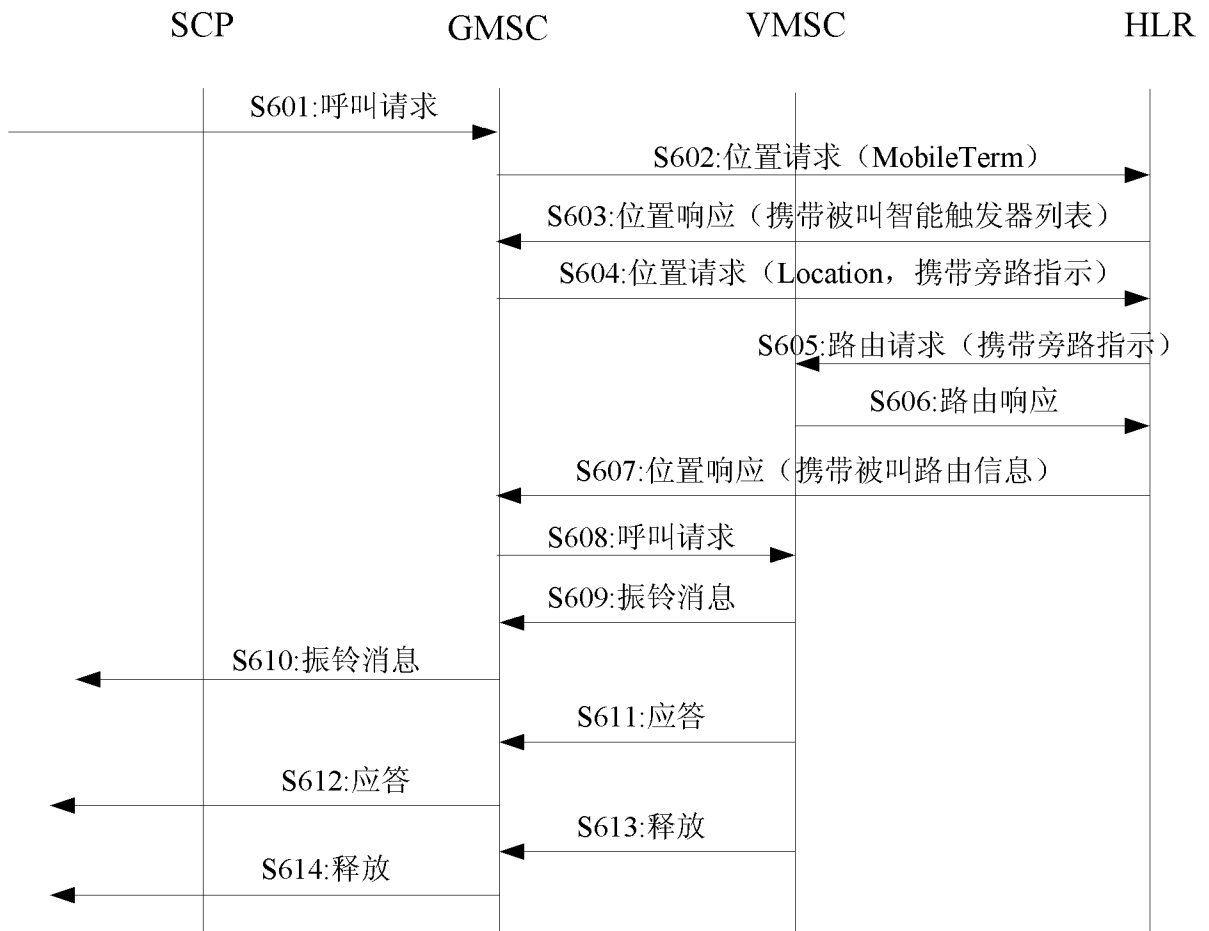 SCP
GMSC
VMSC
HLR
S601:呼叫请求
S602:位置请求（MobileTerm）
S603:位置响应（携带被叫智能触发器列表）
S604:位置请求（Location，携带旁路指示）
S605:路由请求（携带旁路指示）
S606:路由响应
S607:位置响应（携带被叫路由信息）
S608:呼叫请求
S609:振铃消息
S610:振铃消息
S611:应答
S612:应答
S613:释放
S614:释放